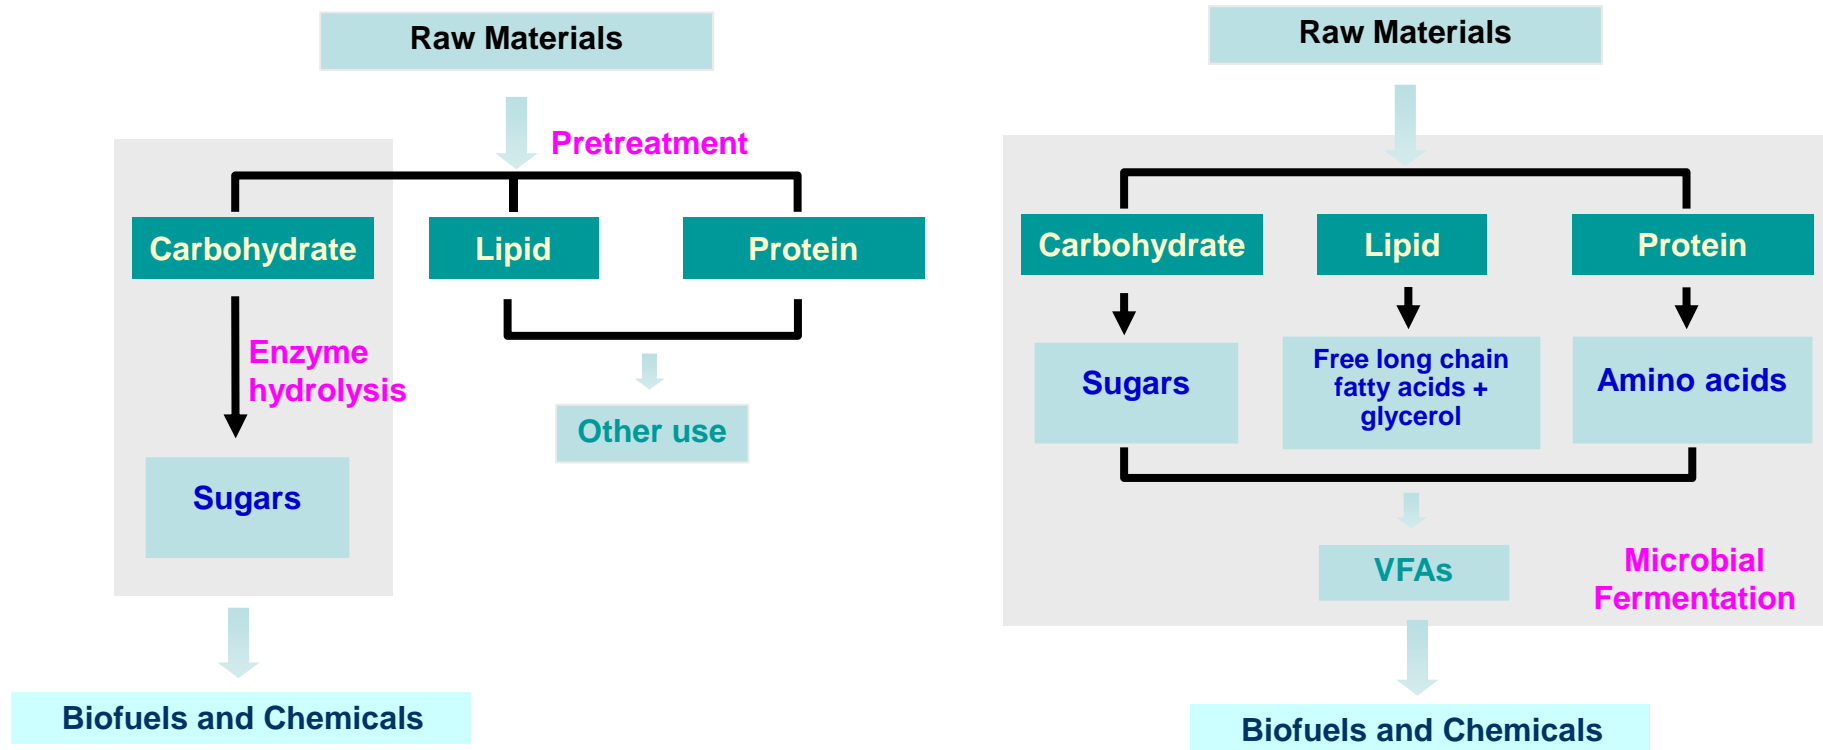 Raw Materials
Pretreatment
Carbohydrate
Lipid
Protein
Enzyme
hydrolysis
Other use
Sugars
Biofuels and Chemicals
Raw Materials
Carbohydrate
Lipid
Protein
Sugars
Free long chain
fatty acids +
glycerol
Amino acids
VFAs
Microbial
Fermentation
Biofuels and Chemicals